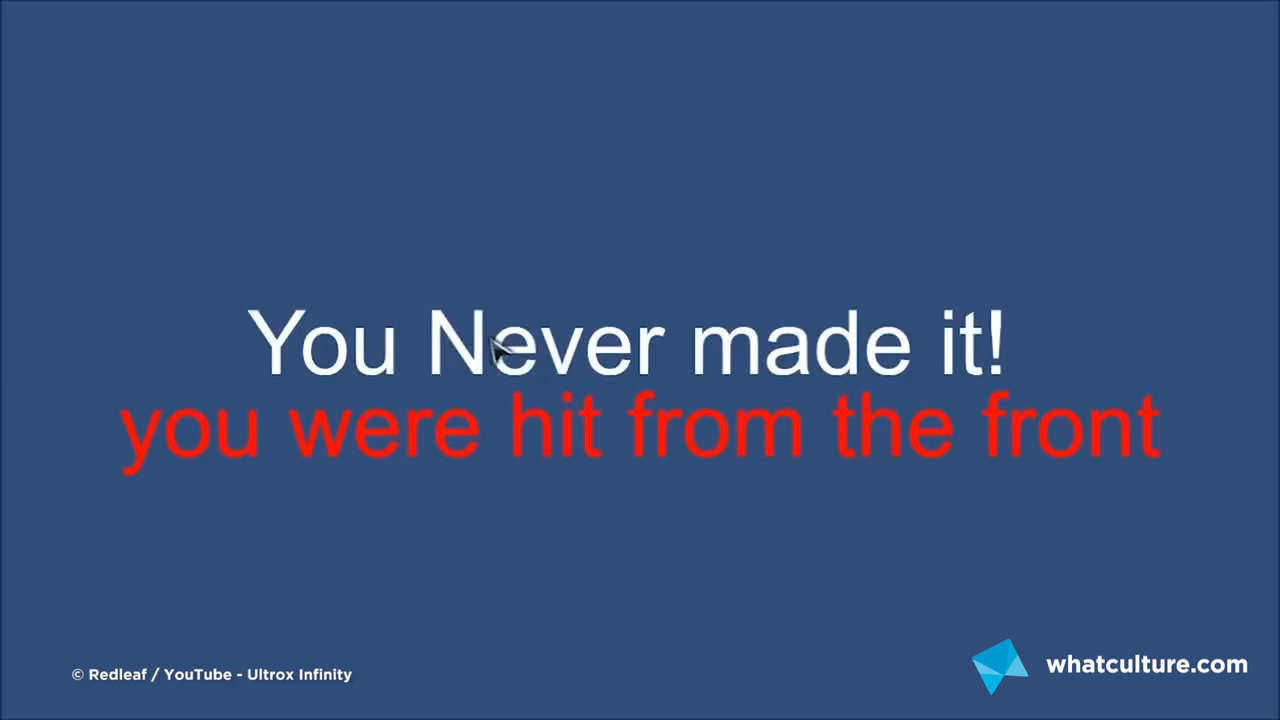 You Never made it!
you were hit from the front
© Redleaf / YouTube - Ultrox Infinity
whatculture.com